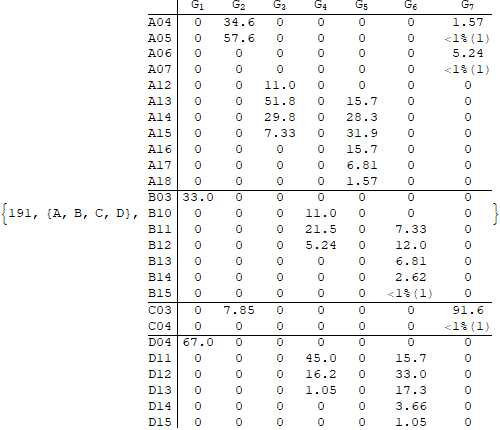 G1 G2 G3 G4 G5 G6 G7
A04 0 34.6 0 0 0 0 1.57
A05 0 57.6 0 0 0 0 <1%(1)
A06 0 0 0 0 0 0 5.24
A07 0 0 0 0 0 0 <1%(1)
A12 0 0 11.0 0 0 0 0
A13 0 0 51.8 0 15.7 0 0
A14 0 0 29.8 0 28.3 0 0
A15 0 0 7.33 0 31.9 0 0
A16 0 0 0 0 15.7 0 0
A17 0 0 0 0 6.81 0 0
A18 0 0 0 0 1.57 0 0
B03 33.0 0 0 0 0 0 0
{191, {A, B, C, D}, B10 0 0 0 11.0 0 0 0 }
B11 0 0 0 21.5 0 7.33 0
B12 0 0 0 5.24 0 12.0 0
B13 0 0 0 0 0 6.81 0
B14 0 0 0 0 0 2.62 0
B15 0 0 0 0 0 <1%(1) 0
C03 0 7.85 0 0 0 0 91.6
C04 0 0 0 0 0 0 <1%(1)
D04 67.0 0 0 0 0 0 0
D11 0 0 0 45.0 0 15.7 0
D12 0 0 0 16.2 0 33.0 0
D13 0 0 0 1.05 0 17.3 0
D14 0 0 0 0 0 3.66 0
D15 0 0 0 0 0 1.05 0